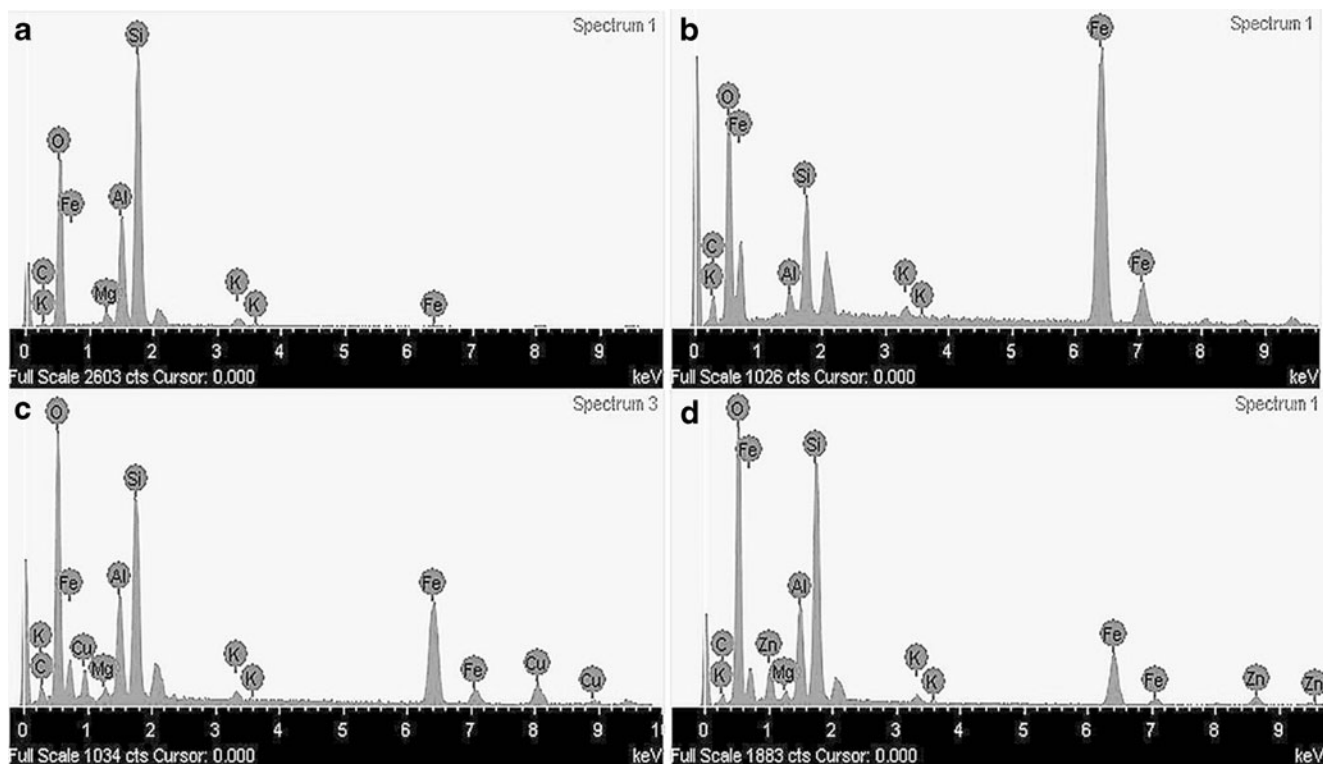 a
Spectrum 1
Si
O
Fe
Al
C
K
Mg
K
K
Fe
0 1 2 3 4 5 6 7 8 9
Full Scale 2603 cts Cursor: 0.000 keV
b
Spectrum 1
Fe
O
Fe
Si
C
K
Al
K
K
Fe
0 1 2 3 4 5 6 7 8 9
Full Scale 1026 cts Cursor: 0.000 keV
c
Spectrum 3
O
Si
Fe
Al
Fe
K
Cu
C
Mg
K
K
Fe
Cu
Cu
0 1 2 3 4 5 6 7 8 9 10
Full Scale 1034 cts Cursor: 0.000 keV
d
Spectrum 1
O
Fe
Si
Al
C
Zn
K
Mg
K
K
Fe
Fe
Zn
Zn
0 1 2 3 4 5 6 7 8 9
Full Scale 1883 cts Cursor: 0.000 keV